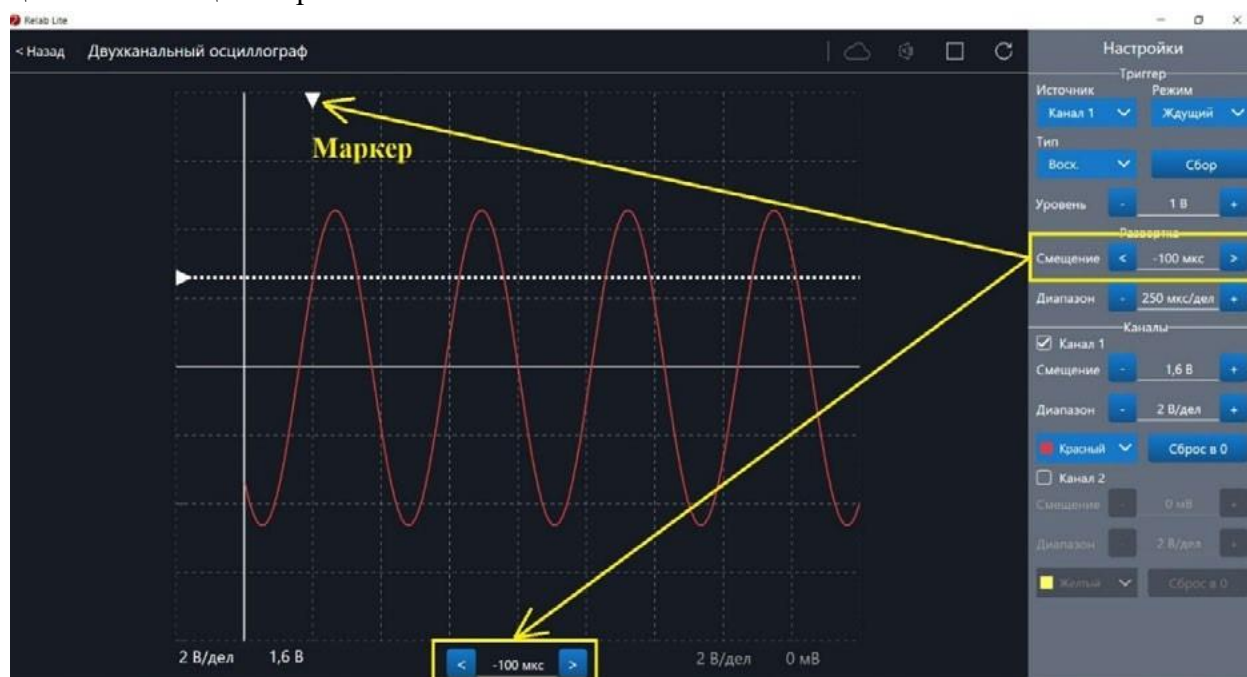 Relab Lite
< Назад Двухканальный осциллограф
Маркер
2 В/дел 1,6 В
< -100 мкс >
2 В/дел 0 мВ
Настройки
Триггер
Источник Режим
Канал 1 Ждущий
Тип
Восх. Сбор
Уровень - 1 В +
Развертка
Смещение < -100 мкс >
Диапазон - 250 мкс/дел +
Каналы
Канал 1
Смещение - 1,6 В +
Диапазон - 2 В/дел +
Красный Сброс в 0
Канал 2
Смещение - 0 мВ +
Диапазон - 2 В/дел +
Желтый Сброс в 0